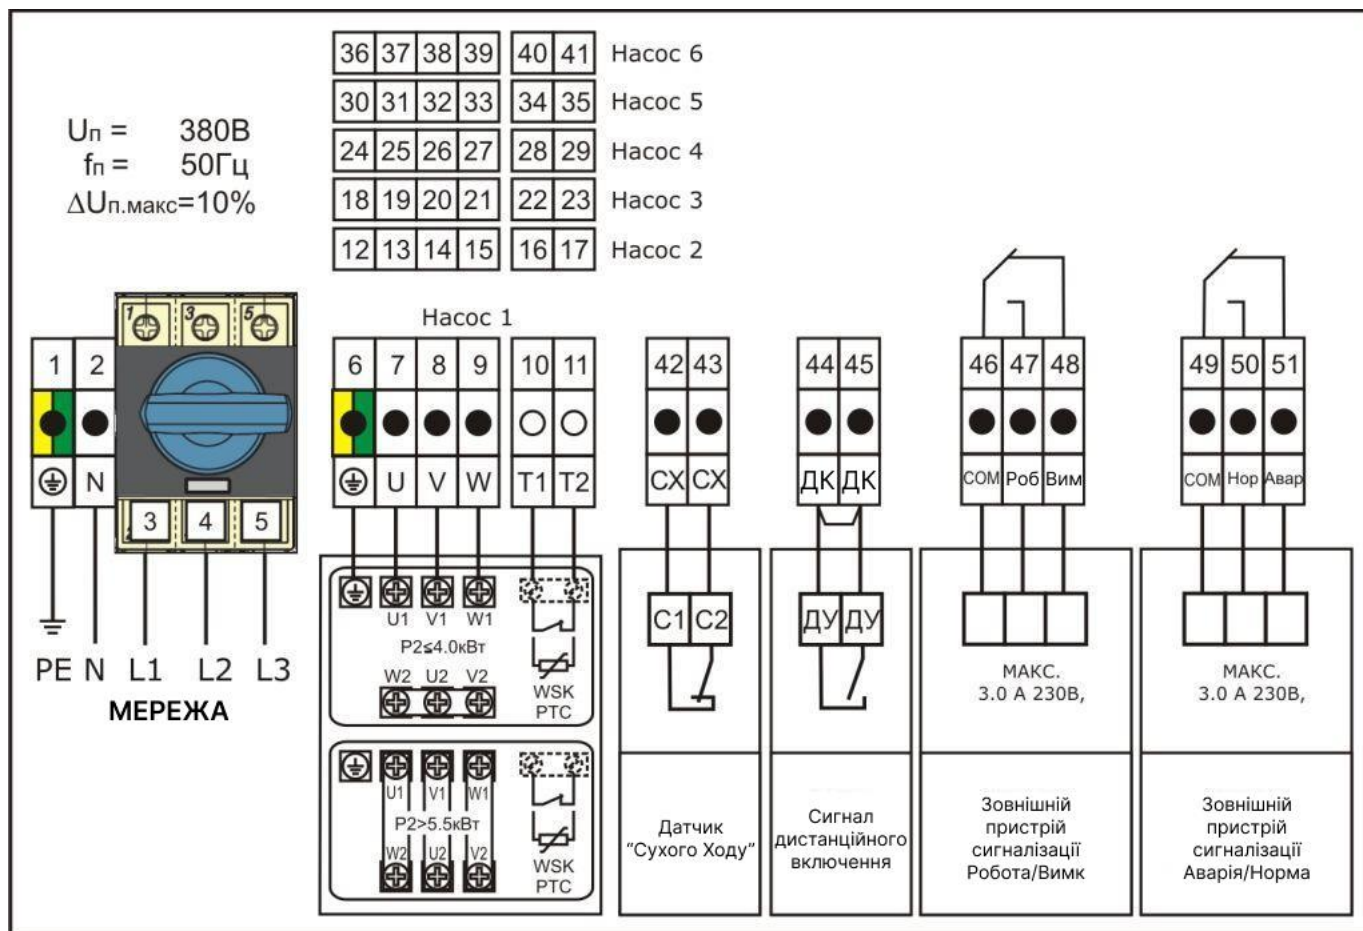 36 37 38 39 40 41 Насос 6
30 31 32 33 34 35 Насос 5
24 25 26 27 28 29 Насос 4
18 19 20 21 22 23 Насос 3
12 13 14 15 16 17 Насос 2
Uп = 380В
fп = 50Гц
ΔUп.макс=10%
1 3 5
Насос 1
1 2
N
3 4 5
PE N L1 L2 L3
МЕРЕЖА
6 7 8 9 10 11
U V W T1 T2
U1 V1 W1
P2≤4.0кВт
W2 U2 V2
WSK
PTC
U1 V1 W1
P2>5.5кВт
W2 U2 V2
WSK
PTC
42 43
СХ СХ
С1 С2
Датчик
“Сухого Ходу”
44 45
ДК ДК
ДУ ДУ
Сигнал
дистанційного
включення
46 47 48
COM Роб Вим
МАКС.
3.0 А 230В,
Зовнішній
пристрій
сигналізації
Робота/Вимк
49 50 51
COM Нор Авар
МАКС.
3.0 А 230В,
Зовнішній
пристрій
сигналізації
Аварія/Норма